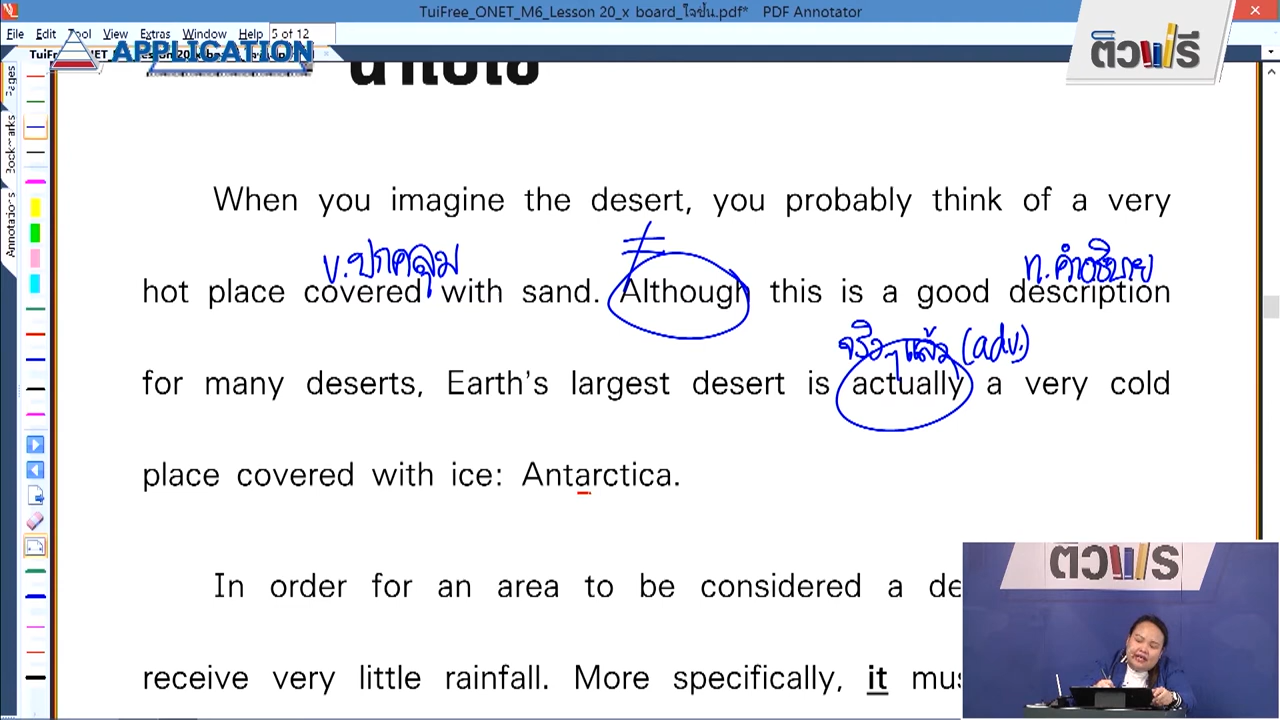 TuiFree_ONET_M6_Lesson 20_x board_ใจชั้น.pdf* PDF Annotator
File Edit Tool View Extras Window Help 5 of 12
APPLICATION
ติวฟรี
Pages
Bookmarks
Annotations
When you imagine the desert, you probably think of a very
v.ปกคลุม ≠ n.คำอธิบาย
hot place covered with sand. Although this is a good description
จริงๆแล้ว (adv.)
for many deserts, Earth's largest desert is actually a very cold
place covered with ice: Antarctica.
In order for an area to be considered a de
receive very little rainfall. More specifically, it mus
ติวฟรี